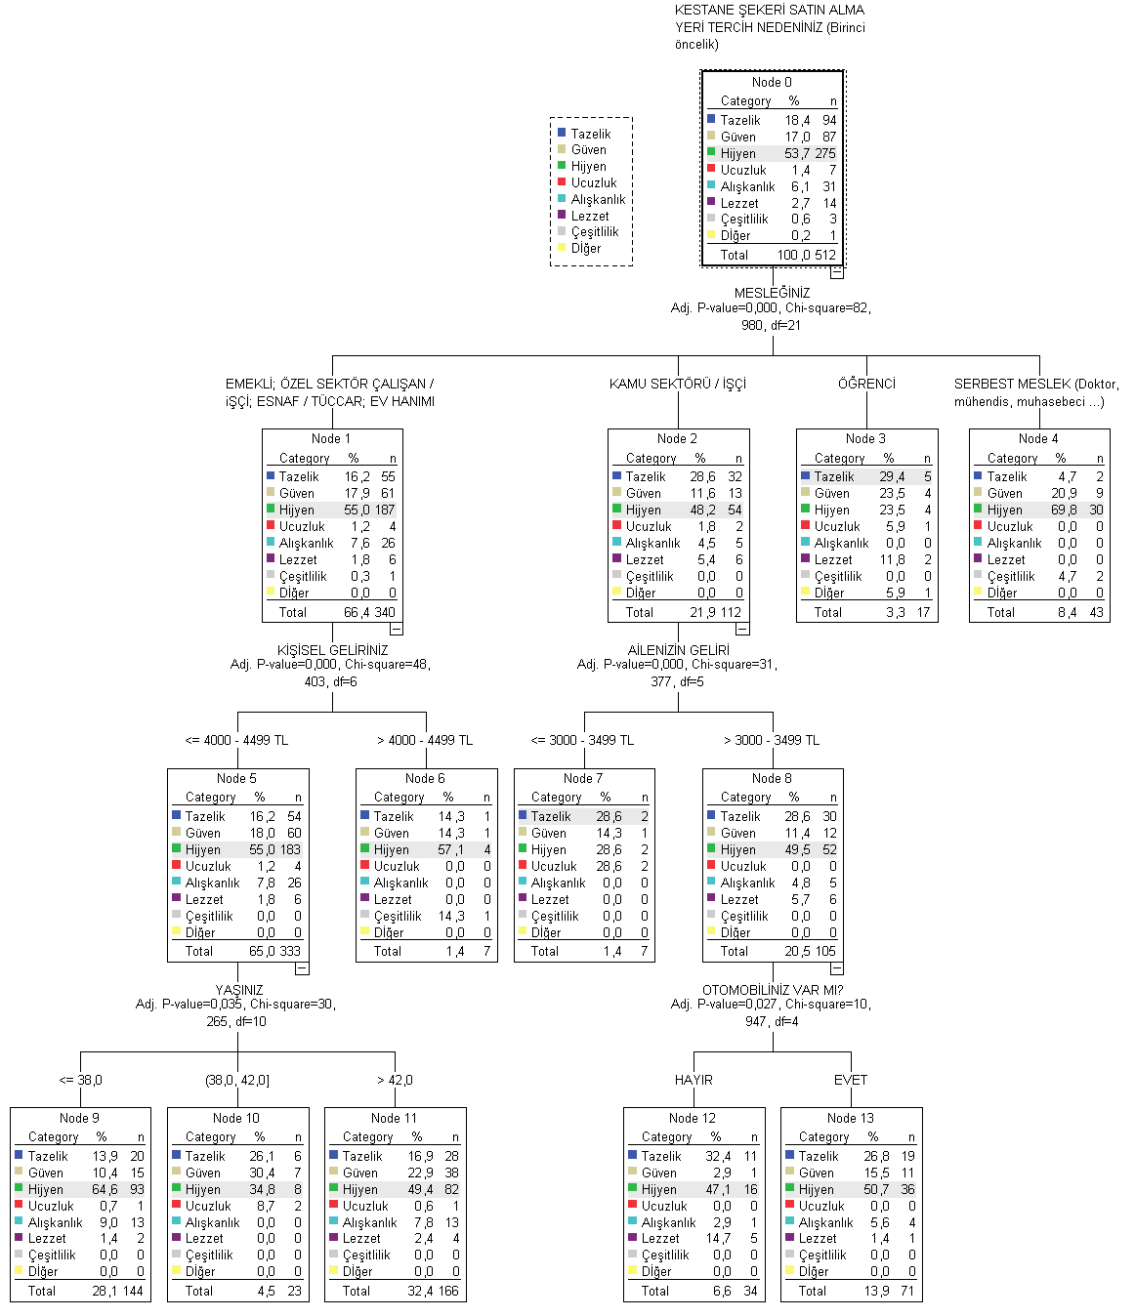 KESTANE ŞEKERİ SATIN ALMA
YERİ TERCİH NEDENİNİZ (Birinci
öncelik)
Node 0
Category % n
Tazelik 18,4 94
Güven 17,0 87
Hijyen 53,7 275
Ucuzluk 1,4 7
Alışkanlık 6,1 31
Lezzet 2,7 14
Çeşitlilik 0,6 3
Dİğer 0,2 1
Total 100,0 512
Tazelik
Güven
Hijyen
Ucuzluk
Alışkanlık
Lezzet
Çeşitlilik
Dİğer
MESLEĞİNİZ
Adj. P-value=0,000, Chi-square=82,
980, df=21
EMEKLİ; ÖZEL SEKTÖR ÇALIŞAN /
İŞÇİ; ESNAF / TÜCCAR; EV HANIMI
KAMU SEKTÖRÜ / İŞÇİ
ÖĞRENCİ
SERBEST MESLEK (Doktor,
mühendis, muhasebeci ...)
Node 1
Category % n
Tazelik 16,2 55
Güven 17,9 61
Hijyen 55,0 187
Ucuzluk 1,2 4
Alışkanlık 7,6 26
Lezzet 1,8 6
Çeşitlilik 0,3 1
Dİğer 0,0 0
Total 66,4 340
Node 2
Category % n
Tazelik 28,6 32
Güven 11,6 13
Hijyen 48,2 54
Ucuzluk 1,8 2
Alışkanlık 4,5 5
Lezzet 5,4 6
Çeşitlilik 0,0 0
Dİğer 0,0 0
Total 21,9 112
Node 3
Category % n
Tazelik 29,4 5
Güven 23,5 4
Hijyen 23,5 4
Ucuzluk 5,9 1
Alışkanlık 0,0 0
Lezzet 11,8 2
Çeşitlilik 0,0 0
Dİğer 5,9 1
Total 3,3 17
Node 4
Category % n
Tazelik 4,7 2
Güven 20,9 9
Hijyen 69,8 30
Ucuzluk 0,0 0
Alışkanlık 0,0 0
Lezzet 0,0 0
Çeşitlilik 4,7 2
Dİğer 0,0 0
Total 8,4 43
KİŞİSEL GELİRİNİZ
Adj. P-value=0,000, Chi-square=48,
403, df=6
AİLENİZİN GELİRİ
Adj. P-value=0,000, Chi-square=31,
377, df=5
<= 4000 - 4499 TL
> 4000 - 4499 TL
<= 3000 - 3499 TL
> 3000 - 3499 TL
Node 5
Category % n
Tazelik 16,2 54
Güven 18,0 60
Hijyen 55,0 183
Ucuzluk 1,2 4
Alışkanlık 7,8 26
Lezzet 1,8 6
Çeşitlilik 0,0 0
Dİğer 0,0 0
Total 65,0 333
Node 6
Category % n
Tazelik 14,3 1
Güven 14,3 1
Hijyen 57,1 4
Ucuzluk 0,0 0
Alışkanlık 0,0 0
Lezzet 0,0 0
Çeşitlilik 14,3 1
Dİğer 0,0 0
Total 1,4 7
Node 7
Category % n
Tazelik 28,6 2
Güven 14,3 1
Hijyen 28,6 2
Ucuzluk 28,6 2
Alışkanlık 0,0 0
Lezzet 0,0 0
Çeşitlilik 0,0 0
Dİğer 0,0 0
Total 1,4 7
Node 8
Category % n
Tazelik 28,6 30
Güven 11,4 12
Hijyen 49,5 52
Ucuzluk 0,0 0
Alışkanlık 4,8 5
Lezzet 5,7 6
Çeşitlilik 0,0 0
Dİğer 0,0 0
Total 20,5 105
YAŞINIZ
Adj. P-value=0,035, Chi-square=30,
265, df=10
OTOMOBİLİNİZ VAR MI?
Adj. P-value=0,027, Chi-square=10,
947, df=4
<= 38,0
(38,0, 42,0]
> 42,0
HAYIR
EVET
Node 9
Category % n
Tazelik 13,9 20
Güven 10,4 15
Hijyen 64,6 93
Ucuzluk 0,7 1
Alışkanlık 9,0 13
Lezzet 1,4 2
Çeşitlilik 0,0 0
Dİğer 0,0 0
Total 28,1 144
Node 10
Category % n
Tazelik 26,1 6
Güven 30,4 7
Hijyen 34,8 8
Ucuzluk 8,7 2
Alışkanlık 0,0 0
Lezzet 0,0 0
Çeşitlilik 0,0 0
Dİğer 0,0 0
Total 4,5 23
Node 11
Category % n
Tazelik 16,9 28
Güven 22,9 38
Hijyen 49,4 82
Ucuzluk 0,6 1
Alışkanlık 7,8 13
Lezzet 2,4 4
Çeşitlilik 0,0 0
Dİğer 0,0 0
Total 32,4 166
Node 12
Category % n
Tazelik 32,4 11
Güven 2,9 1
Hijyen 47,1 16
Ucuzluk 0,0 0
Alışkanlık 2,9 1
Lezzet 14,7 5
Çeşitlilik 0,0 0
Dİğer 0,0 0
Total 6,6 34
Node 13
Category % n
Tazelik 26,8 19
Güven 15,5 11
Hijyen 50,7 36
Ucuzluk 0,0 0
Alışkanlık 5,6 4
Lezzet 1,4 1
Çeşitlilik 0,0 0
Dİğer 0,0 0
Total 13,9 71